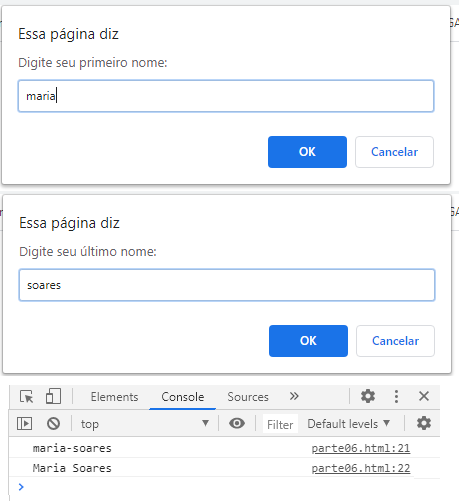 Essa página diz
Digite seu primeiro nome:
maria
OK Cancelar
GA
Essa página diz
Digite seu último nome:
soares
OK Cancelar
Elements Console Sources »
top Filter Default levels
maria-soares parte06.html:21
Maria Soares parte06.html:22
>